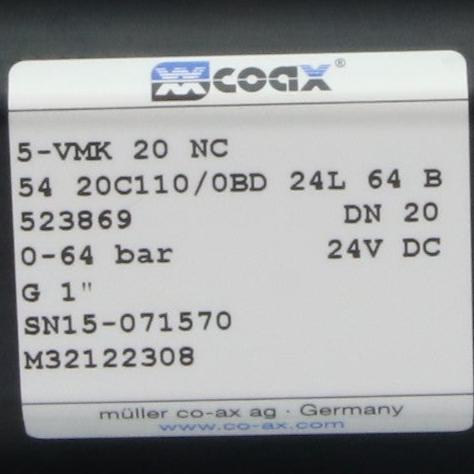 coax®
5-VMK 20 NC
54 20C110/0BD 24L 64 B
523869 DN 20
0-64 bar 24V DC
G 1"
SN15-071570
M32122308
müller co-ax ag · Germany
www.co-ax.com